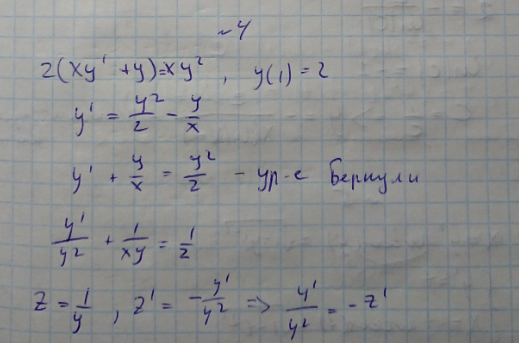 ~4
2(xy' + y) = xy², y(1) = 2
y' = y²/2 - y/x
y' + y/x = y²/2 - ур-е Бернули
y'/y² + 1/xy = 1/2
z = 1/y, z' = -y'/y² => y'/y² = -z'